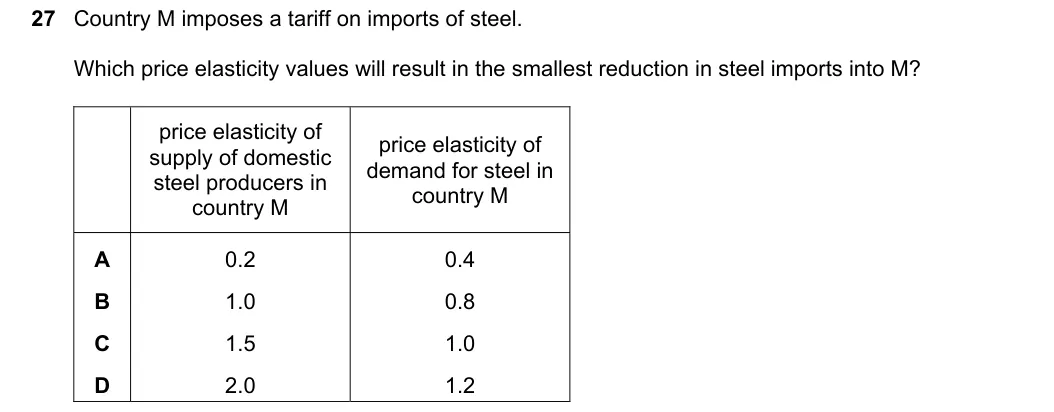 27 Country M imposes a tariff on imports of steel.
Which price elasticity values will result in the smallest reduction in steel imports into M?
price elasticity of
supply of domestic
steel producers in
country M
price elasticity of
demand for steel in
country M
A 0.2 0.4
B 1.0 0.8
C 1.5 1.0
D 2.0 1.2